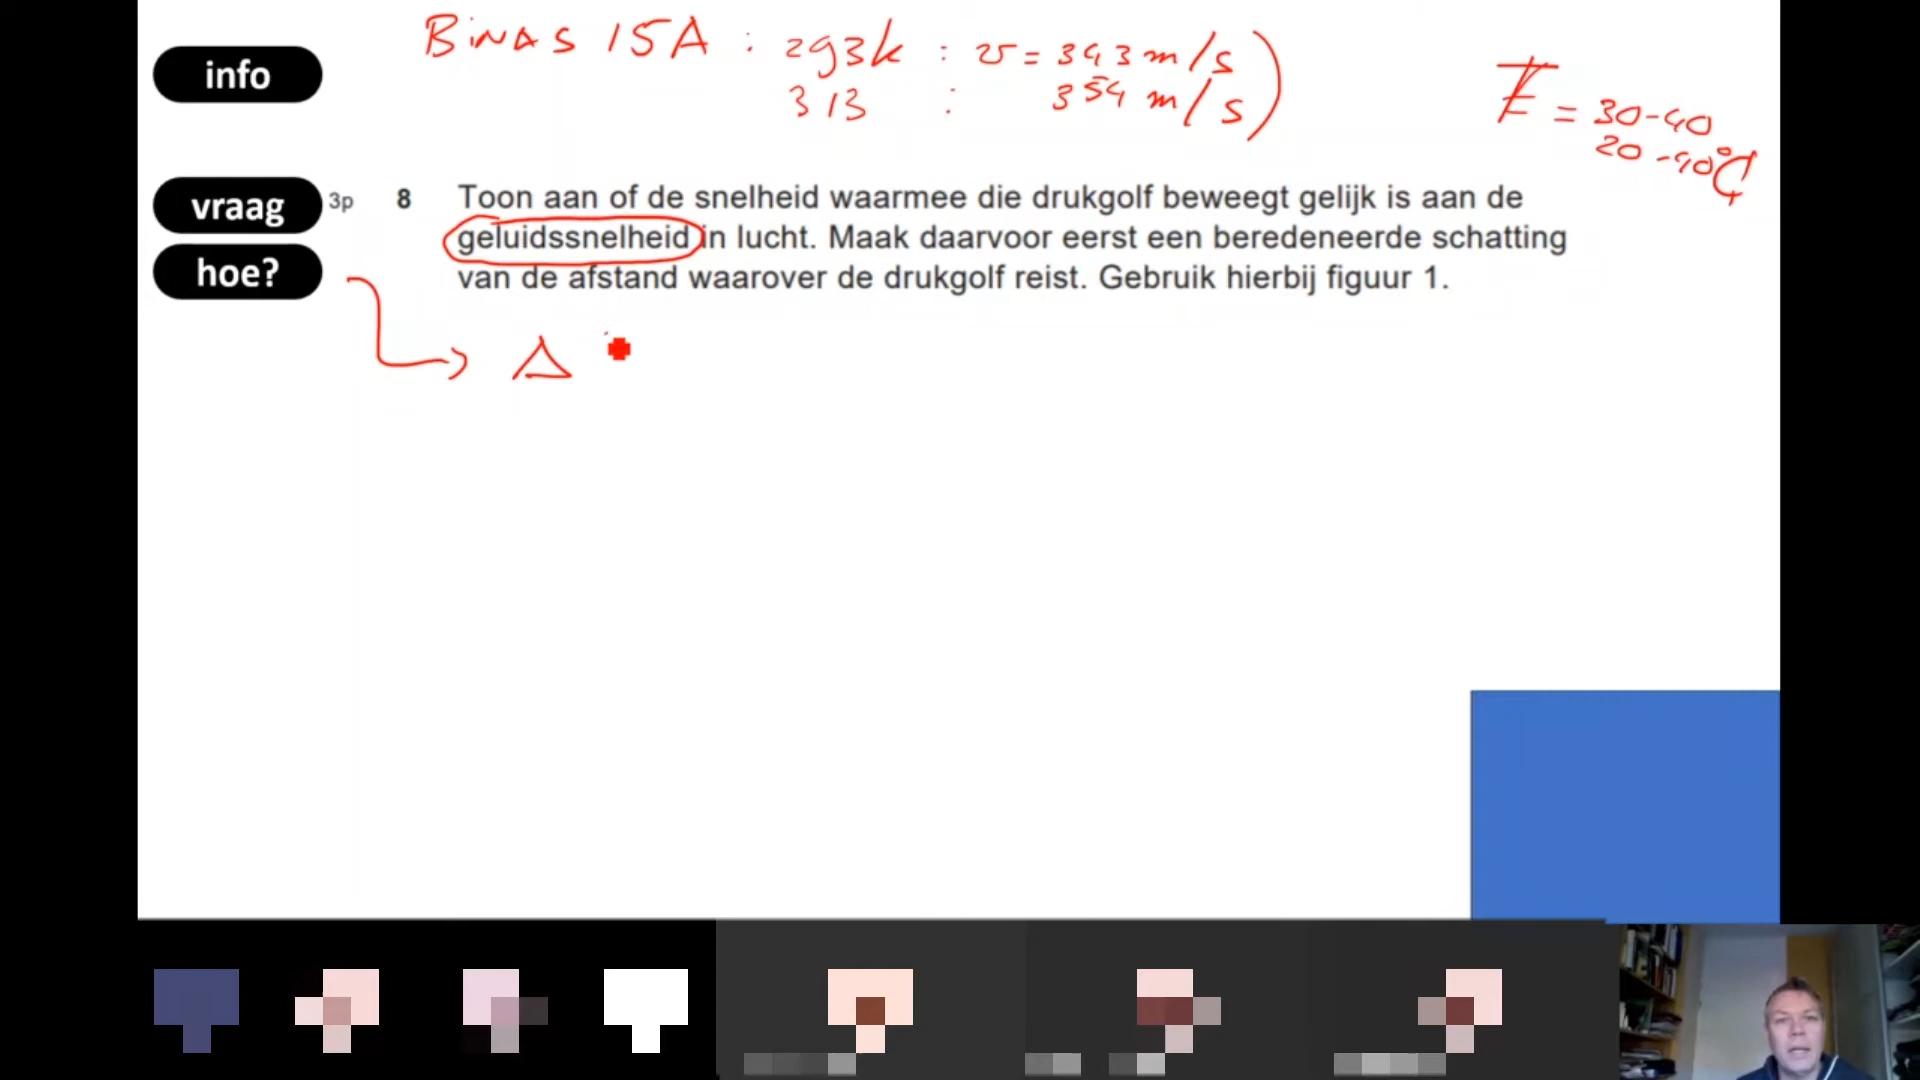 BiNAS 15A : 293k : v = 343 m/s
313 : 354 m/s
T = 30-40
20-40°C
info
vraag
hoe?
3p 8 Toon aan of de snelheid waarmee die drukgolf beweegt gelijk is aan de
geluidssnelheid in lucht. Maak daarvoor eerst een beredeneerde schatting
van de afstand waarover de drukgolf reist. Gebruik hierbij figuur 1.
Δ